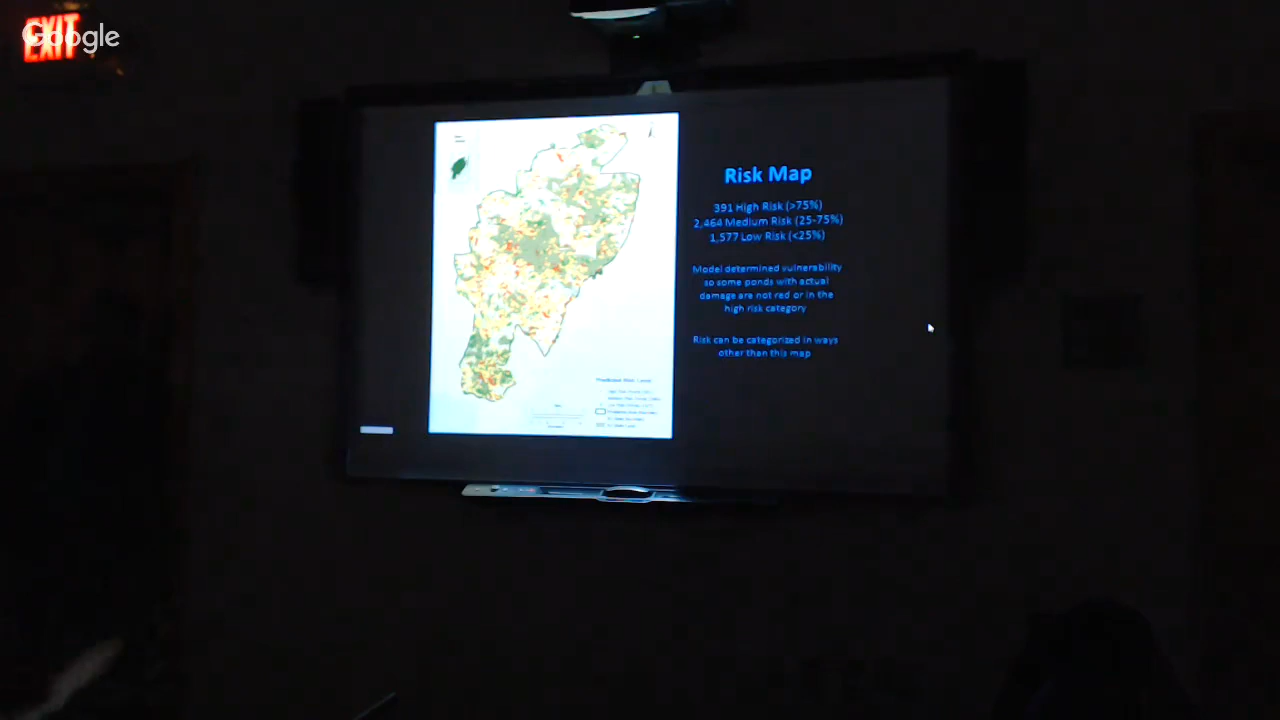 EXIT
Google
Risk Map
391 High Risk (>75%)
2,464 Medium Risk (25-75%)
1,577 Low Risk (<25%)
Model determined vulnerability
so some ponds with actual
damage are not red or in the
high risk category
Risk can be categorized in ways
other than this map